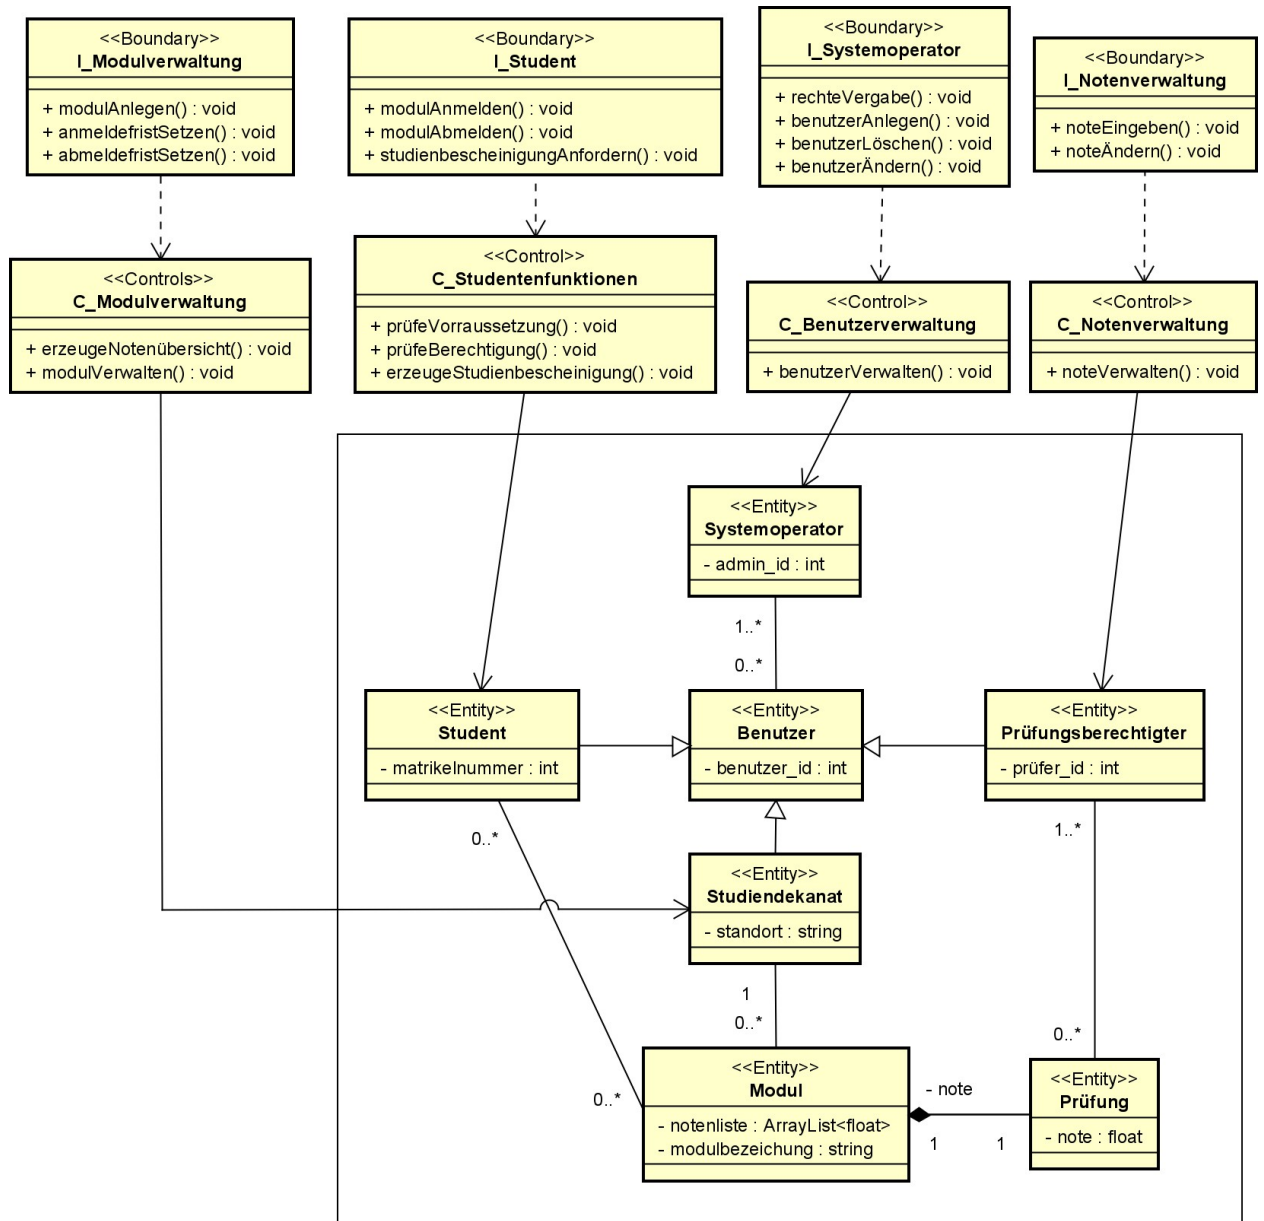 <<Boundary>>
I_Modulverwaltung
+ modulAnlegen() : void
+ anmeldefristSetzen() : void
+ abmeldefristSetzen() : void
<<Boundary>>
I_Student
+ modulAnmelden() : void
+ modulAbmelden() : void
+ studienbescheinigungAnfordern() : void
<<Boundary>>
I_Systemoperator
+ rechteVergabe() : void
+ benutzerAnlegen() : void
+ benutzerLöschen() : void
+ benutzerÄndern() : void
<<Boundary>>
I_Notenverwaltung
+ noteEingeben() : void
+ noteÄndern() : void
<<Controls>>
C_Modulverwaltung
+ erzeugeNotenübersicht() : void
+ modulVerwalten() : void
<<Control>>
C_Studentenfunktionen
+ prüfeVorraussetzung() : void
+ prüfeBerechtigung() : void
+ erzeugeStudienbescheinigung() : void
<<Control>>
C_Benutzerverwaltung
+ benutzerVerwalten() : void
<<Control>>
C_Notenverwaltung
+ noteVerwalten() : void
<<Entity>>
Systemoperator
- admin_id : int
1..*
0..*
<<Entity>>
Student
- matrikelnummer : int
<<Entity>>
Benutzer
- benutzer_id : int
<<Entity>>
Prüfungsberechtigter
- prüfer_id : int
0..*
1..*
<<Entity>>
Studiendekanat
- standort : string
1
0..*
0..*
0..*
<<Entity>>
Modul
- notenliste : ArrayList<float>
- modulbezeichung : string
- note
1
1
<<Entity>>
Prüfung
- note : float